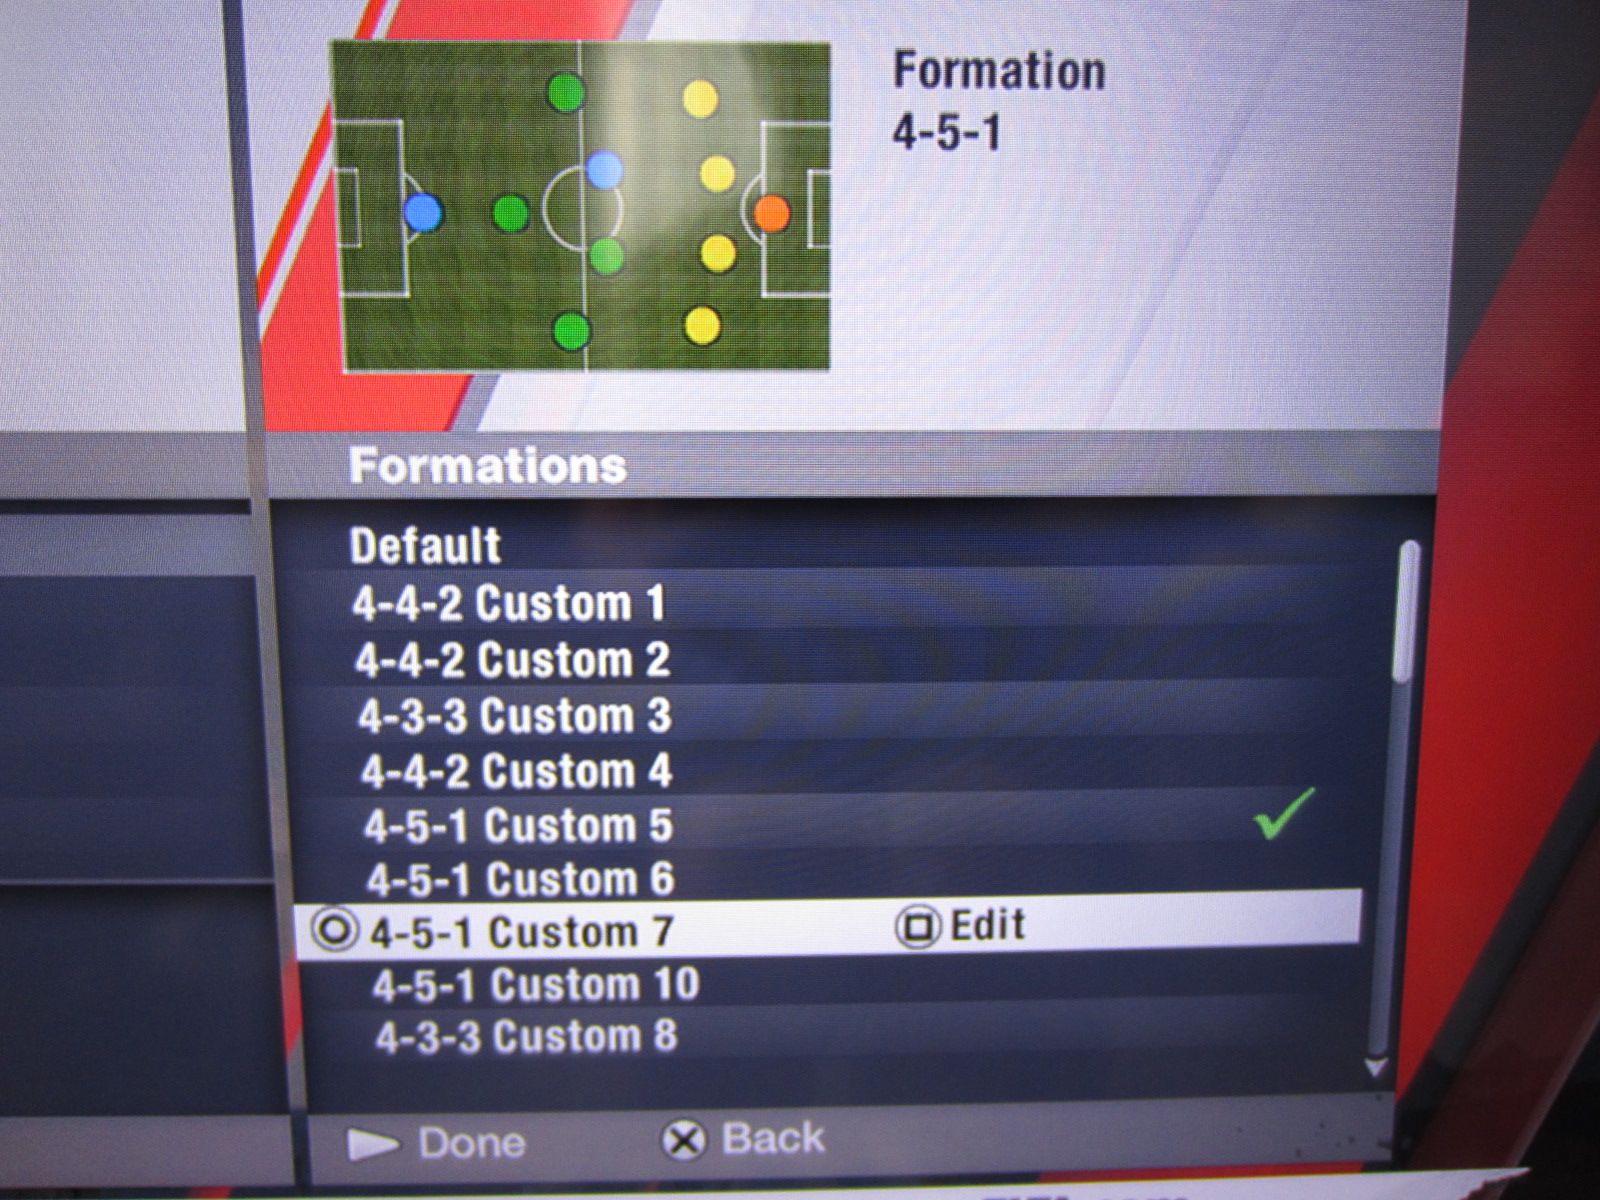 Formation
4-5-1
Formations
Default
4-4-2 Custom 1
4-4-2 Custom 2
4-3-3 Custom 3
4-4-2 Custom 4
4-5-1 Custom 5
4-5-1 Custom 6
4-5-1 Custom 7 Edit
4-5-1 Custom 10
4-3-3 Custom 8
Done Back